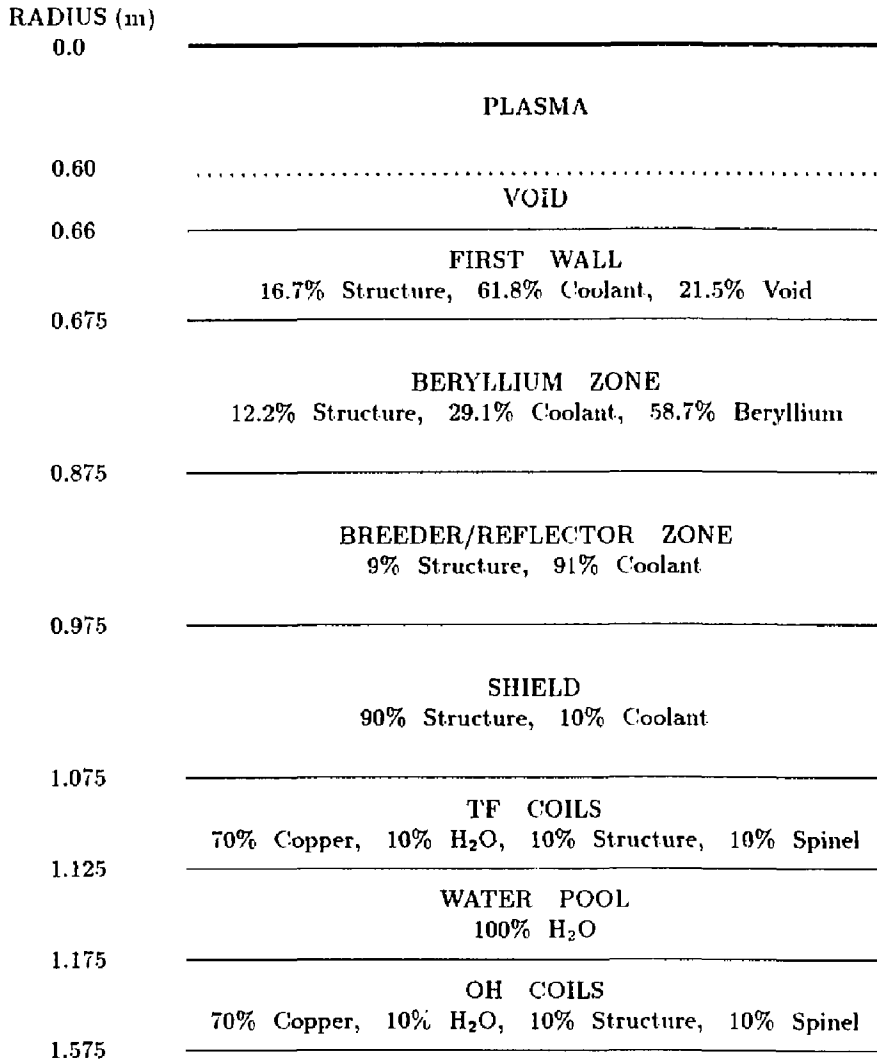 RADIUS (m)
0.0
PLASMA
0.60
VOID
0.66
FIRST WALL
16.7% Structure, 61.8% Coolant, 21.5% Void
0.675
BERYLLIUM ZONE
12.2% Structure, 29.1% Coolant, 58.7% Beryllium
0.875
BREEDER/REFLECTOR ZONE
9% Structure, 91% Coolant
0.975
SHIELD
90% Structure, 10% Coolant
1.075
TF COILS
70% Copper, 10% H₂O, 10% Structure, 10% Spinel
1.125
WATER POOL
100% H₂O
1.175
OH COILS
70% Copper, 10% H₂O, 10% Structure, 10% Spinel
1.575